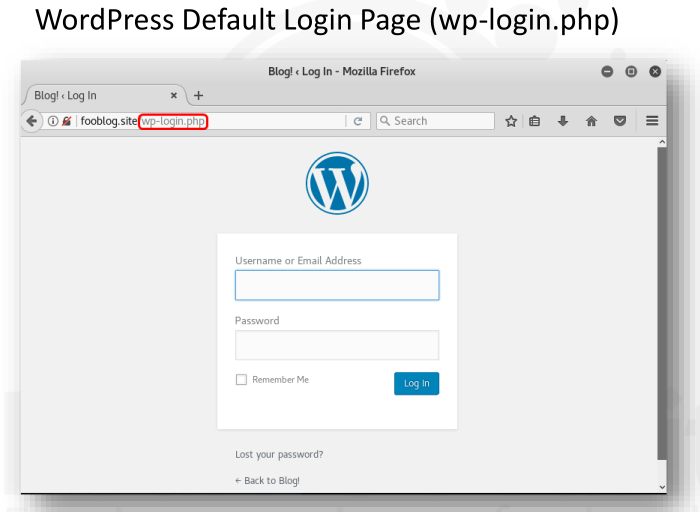 WordPress Default Login Page (wp-login.php)
Blog! ‹ Log In - Mozilla Firefox
Blog! ‹ Log In
fooblog.site/wp-login.php
Search
Username or Email Address
Password
Remember Me
Log In
Lost your password?
← Back to Blog!